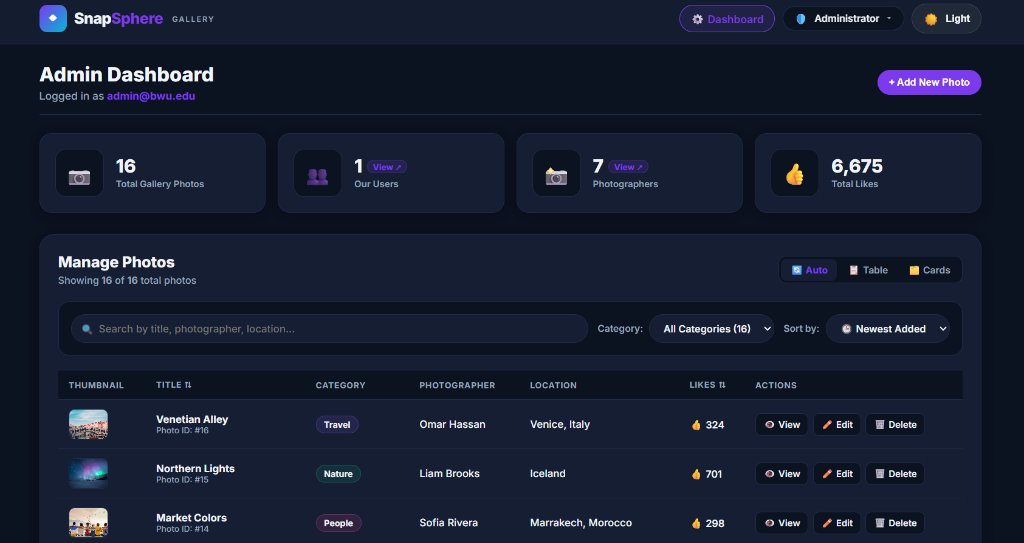 SnapSphere GALLERY
Dashboard
Administrator
Light
Admin Dashboard
Logged in as admin@bwu.edu
+ Add New Photo
16
Total Gallery Photos
1 View ↗
Our Users
7 View ↗
Photographers
6,675
Total Likes
Manage Photos
Showing 16 of 16 total photos
Auto Table Cards
Search by title, photographer, location...
Category: All Categories (16)
Sort by: Newest Added
THUMBNAIL TITLE ⇅ CATEGORY PHOTOGRAPHER LOCATION LIKES ⇅ ACTIONS
Venetian Alley
Photo ID: #16
Travel Omar Hassan Venice, Italy 324 View Edit Delete
Northern Lights
Photo ID: #15
Nature Liam Brooks Iceland 701 View Edit Delete
Market Colors
Photo ID: #14
People Sofia Rivera Marrakech, Morocco 298 View Edit Delete